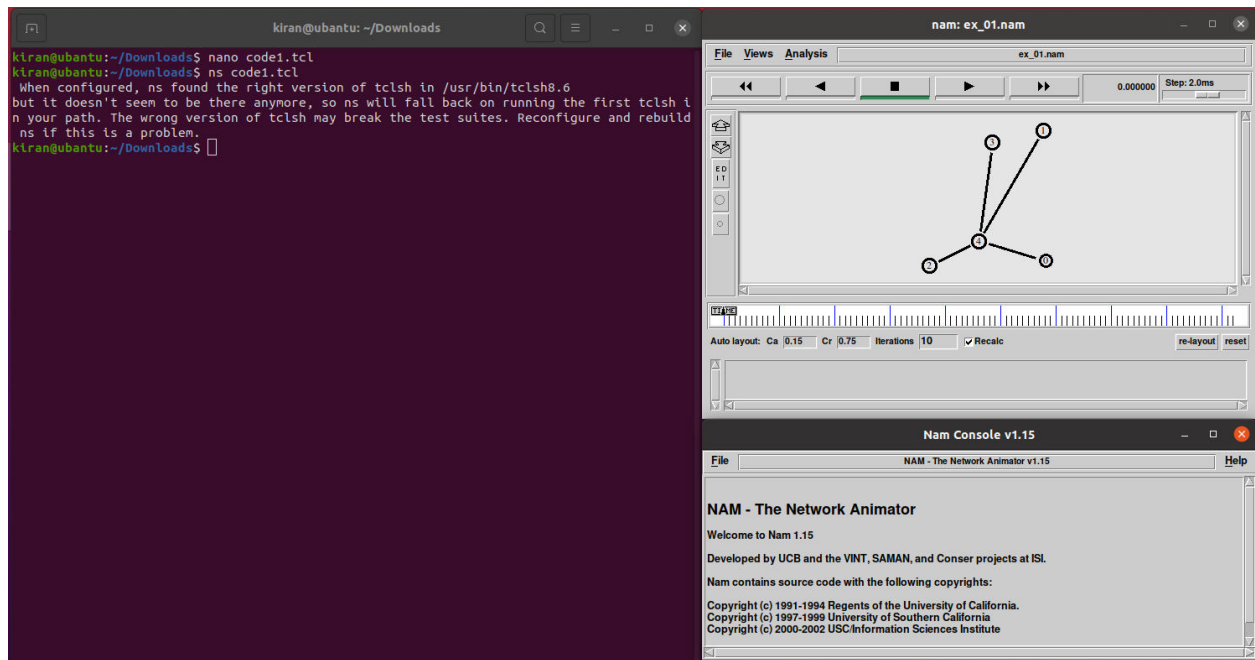 kiran@ubuntu: ~/Downloads
kiran@ubuntu:~/Downloads$ nano code1.tcl
kiran@ubuntu:~/Downloads$ ns code1.tcl
When configured, ns found the right version of tclsh in /usr/bin/tclsh8.6
but it doesn't seem to be there anymore, so ns will fall back on running the first tclsh i
n your path. The wrong version of tclsh may break the test suites. Reconfigure and rebuild
ns if this is a problem.
kiran@ubuntu:~/Downloads$
nam: ex_01.nam
File Views Analysis ex_01.nam
0.000000 Step: 2.0ms
ED
IT
1
3
4
2
0
TIME
Auto layout: Ca 0.15 Cr 0.75 Iterations 10 Recalc re-layout reset
Nam Console v1.15
File NAM - The Network Animator v1.15 Help
NAM - The Network Animator
Welcome to Nam 1.15
Developed by UCB and the VINT, SAMAN, and Conser projects at ISI.
Nam contains source code with the following copyrights:
Copyright (c) 1991-1994 Regents of the University of California.
Copyright (c) 1997-1999 University of Southern California
Copyright (c) 2000-2002 USC/Information Sciences Institute